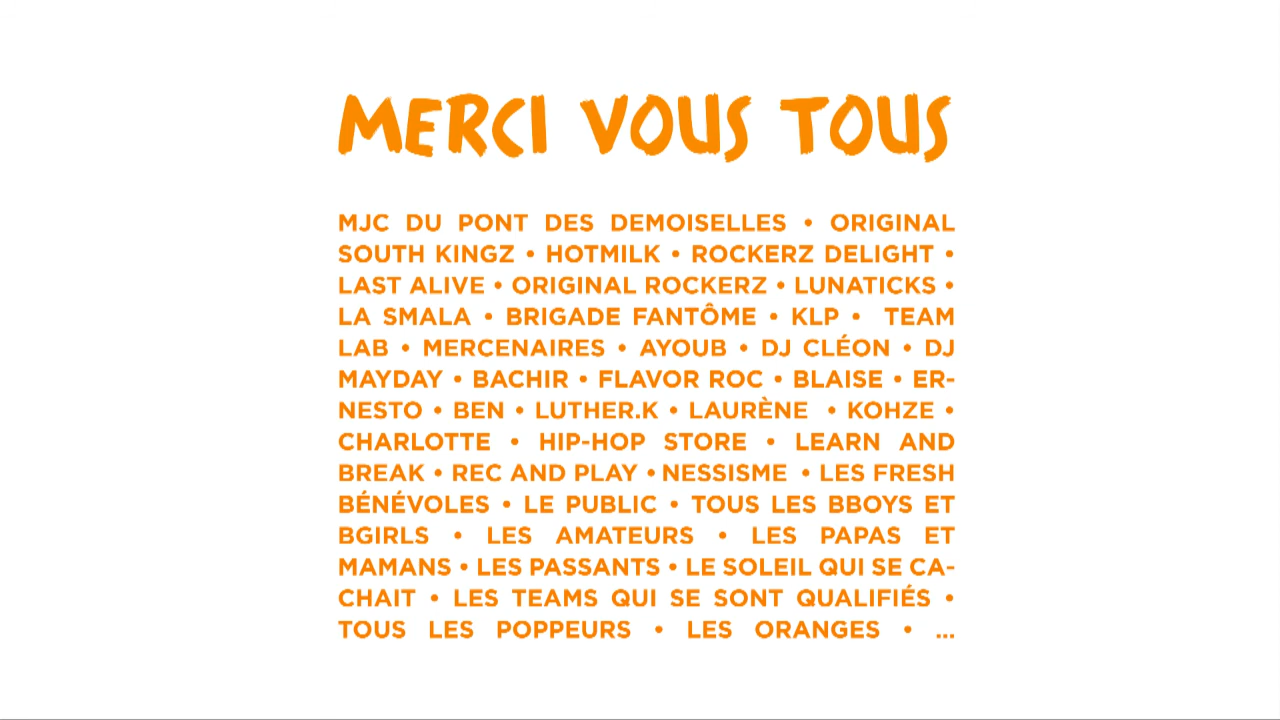 MERCI VOUS TOUS
MJC DU PONT DES DEMOISELLES • ORIGINAL
SOUTH KINGZ • HOTMILK • ROCKERZ DELIGHT •
LAST ALIVE • ORIGINAL ROCKERZ • LUNATICKS •
LA SMALA • BRIGADE FANTÔME • KLP • TEAM
LAB • MERCENAIRES • AYOUB • DJ CLÉON • DJ
MAYDAY • BACHIR • FLAVOR ROC • BLAISE • ER-
NESTO • BEN • LUTHER.K • LAURÈNE • KOHZE •
CHARLOTTE • HIP-HOP STORE • LEARN AND
BREAK • REC AND PLAY • NESSISME • LES FRESH
BÉNÉVOLES • LE PUBLIC • TOUS LES BBOYS ET
BGIRLS • LES AMATEURS • LES PAPAS ET
MAMANS • LES PASSANTS • LE SOLEIL QUI SE CA-
CHAIT • LES TEAMS QUI SE SONT QUALIFIÉS •
TOUS LES POPPEURS • LES ORANGES • ...